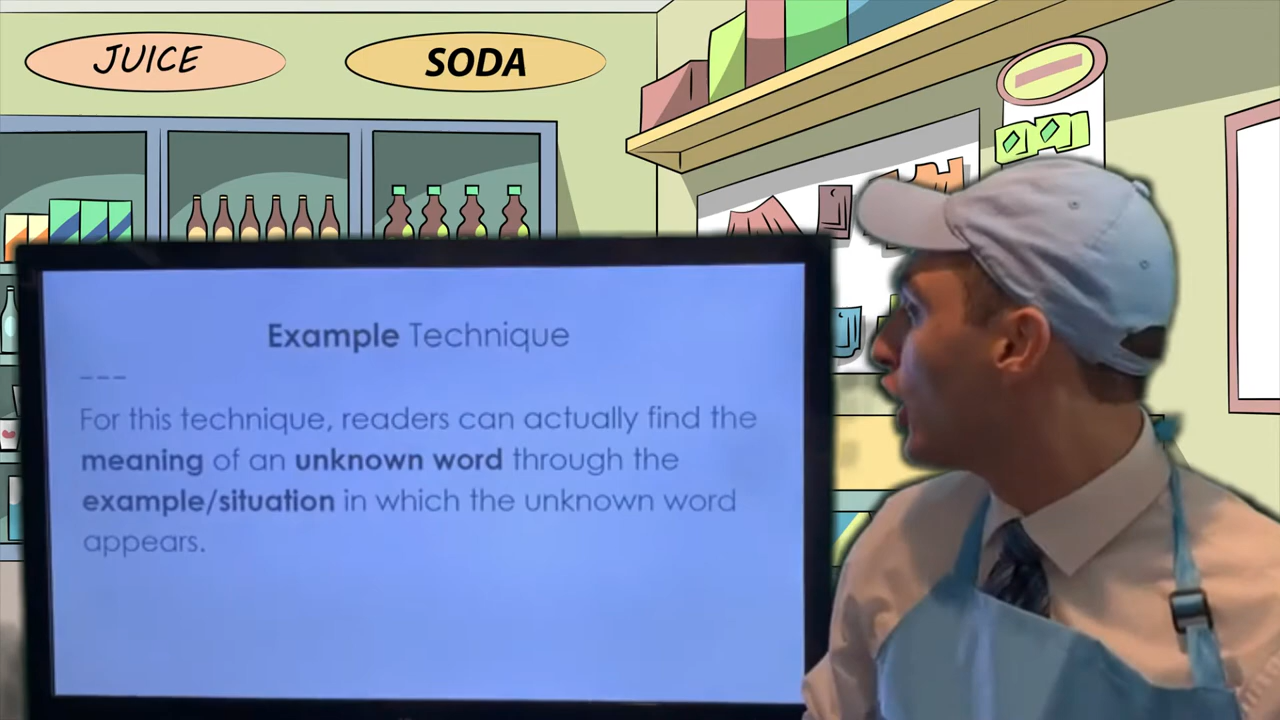 JUICE
SODA
Example Technique
For this technique, readers can actually find the
meaning of an unknown word through the
example/situation in which the unknown word
appears.